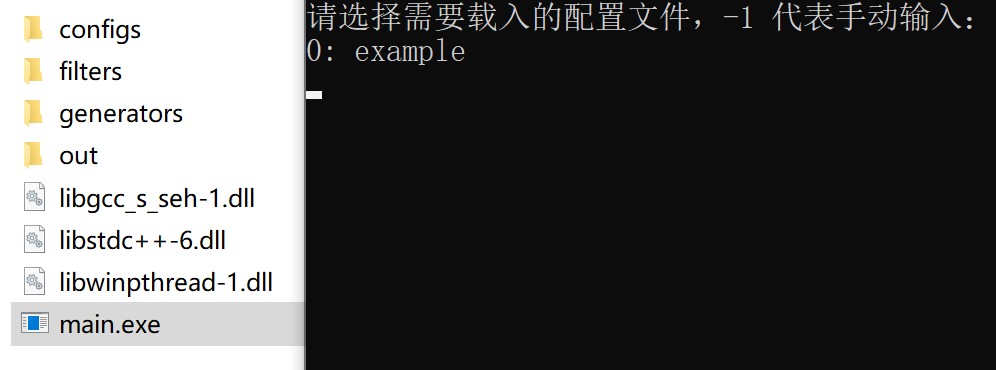 configs
filters
generators
out
libgcc_s_seh-1.dll
libstdc++-6.dll
libwinpthread-1.dll
main.exe
请选择需要载入的配置文件，-1 代表手动输入：
0: example